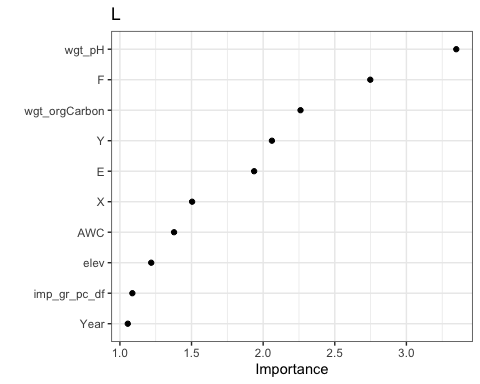 L
wgt_pH
F
wgt_orgCarbon
Y
E
X
AWC
elev
imp_gr_pc_df
Year
1.0 1.5 2.0 2.5 3.0
Importance